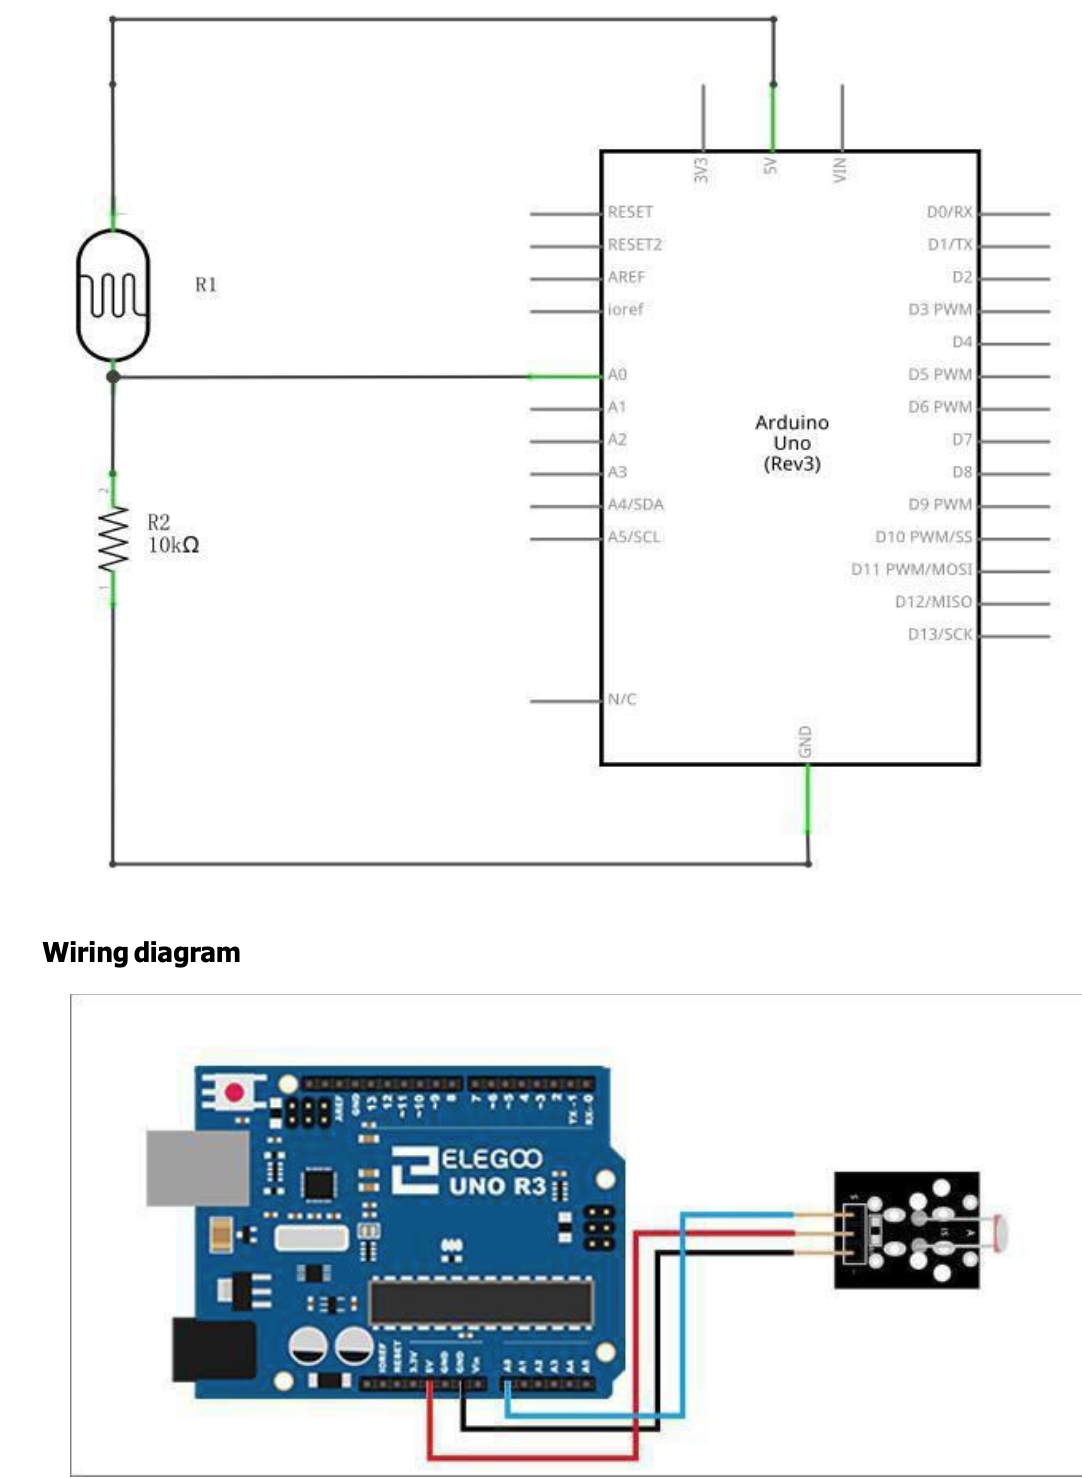 3V3
5V
VIN
RESET
RESET2
AREF
ioref
A0
A1
A2
A3
A4/SDA
A5/SCL
N/C
D0/RX
D1/TX
D2
D3 PWM
D4
D5 PWM
D6 PWM
D7
D8
D9 PWM
D10 PWM/SS
D11 PWM/MOSI
D12/MISO
D13/SCK
Arduino
Uno
(Rev3)
GND
R1
2
R2
10kΩ
1
Wiring diagram
AREF
GND
13
12
~11
~10
~9
8
7
~6
~5
4
~3
2
TX→1
RX←0
ELEGOO
UNO R3
IOREF
RESET
3.3V
5V
GND
GND
Vin
A0
A1
A2
A3
A4
A5
S